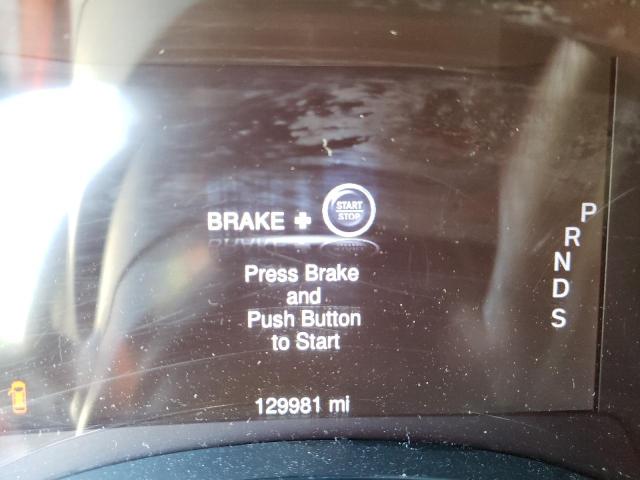 BRAKE + START
STOP
Press Brake
and
Push Button
to Start
129981 mi
P
R
N
D
S